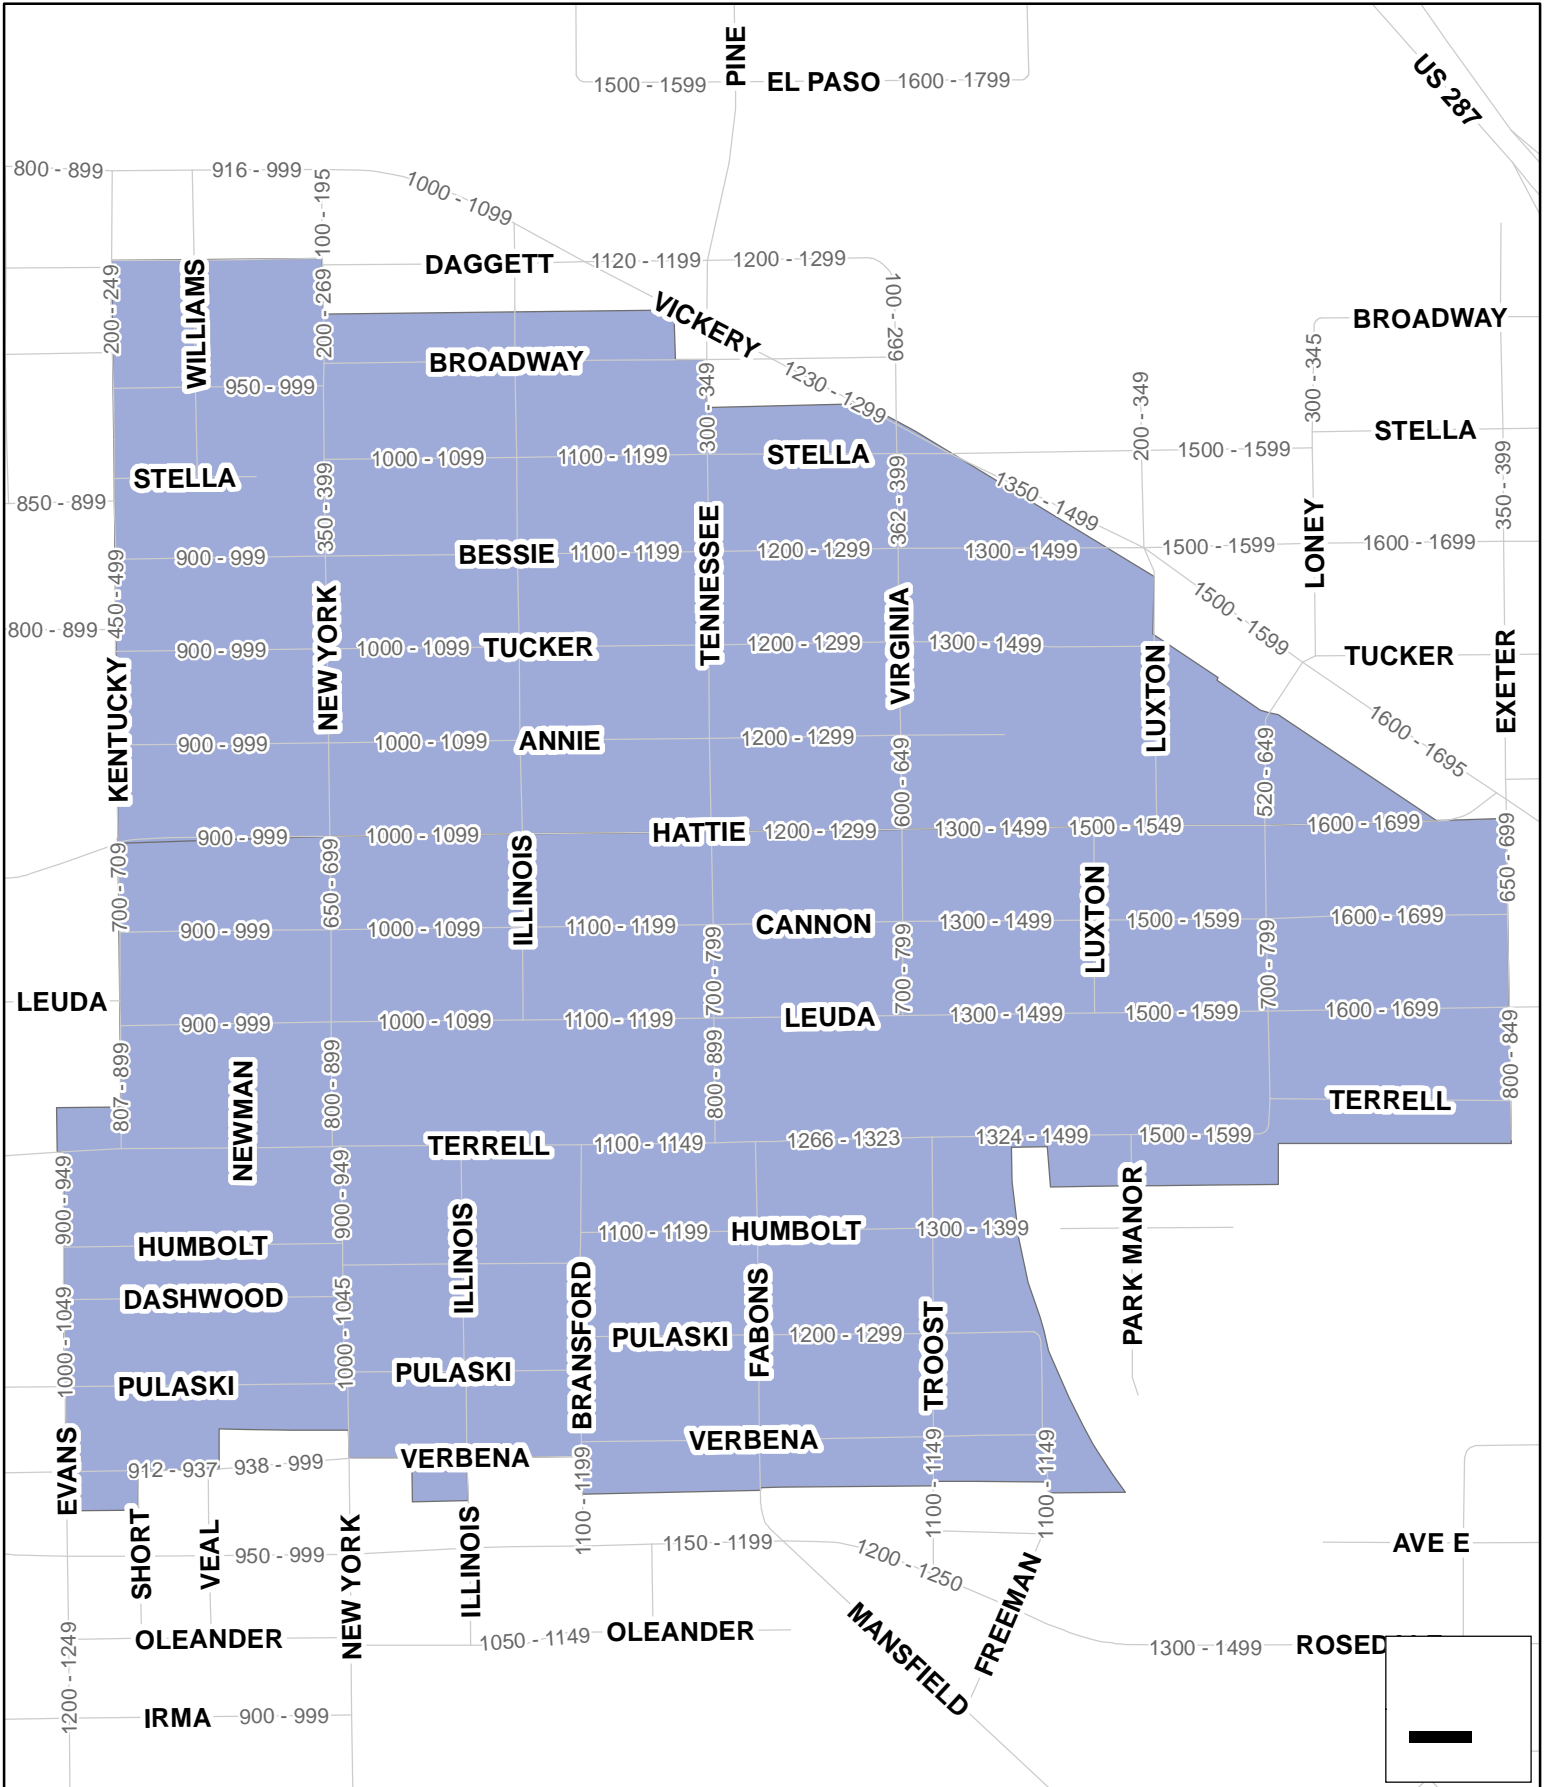 PINE
1500 - 1599
EL PASO
1600 - 1799
US 287
800 - 899
916 - 999
100 - 195
1000 - 1099
DAGGETT
1120 - 1199
1200 - 1299
200 - 249
WILLIAMS
200 - 269
VICKERY
100 - 299
BROADWAY
BROADWAY
950 - 999
300 - 349
1230 - 1299
200 - 349
300 - 345
STELLA
1000 - 1099
1100 - 1199
STELLA
1500 - 1599
STELLA
850 - 899
350 - 399
362 - 399
1350 - 1499
350 - 399
450 - 499
900 - 999
BESSIE
1100 - 1199
TENNESSEE
1200 - 1299
1300 - 1499
1500 - 1599
LONEY
1600 - 1699
800 - 899
900 - 999
NEW YORK
1000 - 1099
TUCKER
1200 - 1299
VIRGINIA
1300 - 1499
1500 - 1599
TUCKER
EXETER
KENTUCKY
900 - 999
1000 - 1099
ANNIE
1200 - 1299
LUXTON
1600 - 1695
600 - 649
520 - 649
900 - 999
1000 - 1099
HATTIE
1200 - 1299
1300 - 1499
1500 - 1549
1600 - 1699
700 - 709
650 - 699
ILLINOIS
650 - 699
900 - 999
1000 - 1099
1100 - 1199
CANNON
1300 - 1499
LUXTON
1500 - 1599
1600 - 1699
700 - 799
700 - 799
700 - 799
LEUDA
900 - 999
1000 - 1099
1100 - 1199
LEUDA
1300 - 1499
1500 - 1599
1600 - 1699
807 - 899
NEWMAN
800 - 899
800 - 899
800 - 849
TERRELL
TERRELL
1100 - 1149
1266 - 1323
1324 - 1499
1500 - 1599
900 - 949
900 - 949
ILLINOIS
PARK MANOR
HUMBOLT
1100 - 1199
HUMBOLT
1300 - 1399
DASHWOOD
1000 - 1049
1000 - 1045
BRANSFORD
PULASKI
FABONS
1200 - 1299
TROOST
PULASKI
PULASKI
EVANS
912 - 937
938 - 999
VERBENA
VERBENA
1100 - 1199
1100 - 1149
1100 - 1149
SHORT
VEAL
950 - 999
NEW YORK
ILLINOIS
1150 - 1199
1200 - 1250
FREEMAN
AVE E
OLEANDER
1050 - 1149
OLEANDER
MANSFIELD
1300 - 1499
1200 - 1249
IRMA
900 - 999